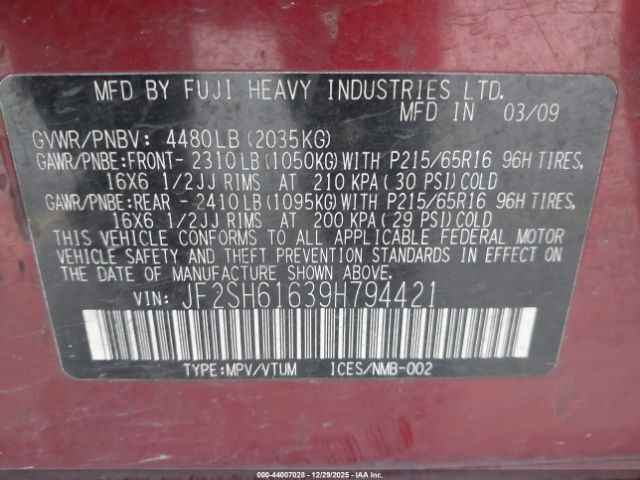 MFD BY FUJI HEAVY INDUSTRIES LTD.
MFD IN 03/09
GVWR/PNBV: 4480LB(2035KG)
GAWR/PNBE:FRONT- 2310LB(1050KG)WITH P215/65R16 96H TIRES,
16X6 1/2JJ RIMS AT 210 KPA(30 PSI)COLD
GAWR/PNBE:REAR - 2410LB(1095KG)WITH P215/65R16 96H TIRES,
16X6 1/2JJ RIMS AT 200 KPA(29 PSI)COLD
THIS VEHICLE CONFORMS TO ALL APPLICABLE FEDERAL MOTOR
VEHICLE SAFETY AND THEFT PREVENTION STANDARDS IN EFFECT ON
THE DATE OF MANUFACTURE SHOWN ABOVE.
VIN: JF2SH61639H794421
TYPE:MPV/VTUM ICES/NMB-002
000-44007028 - 12/29/2025 - IAA Inc.